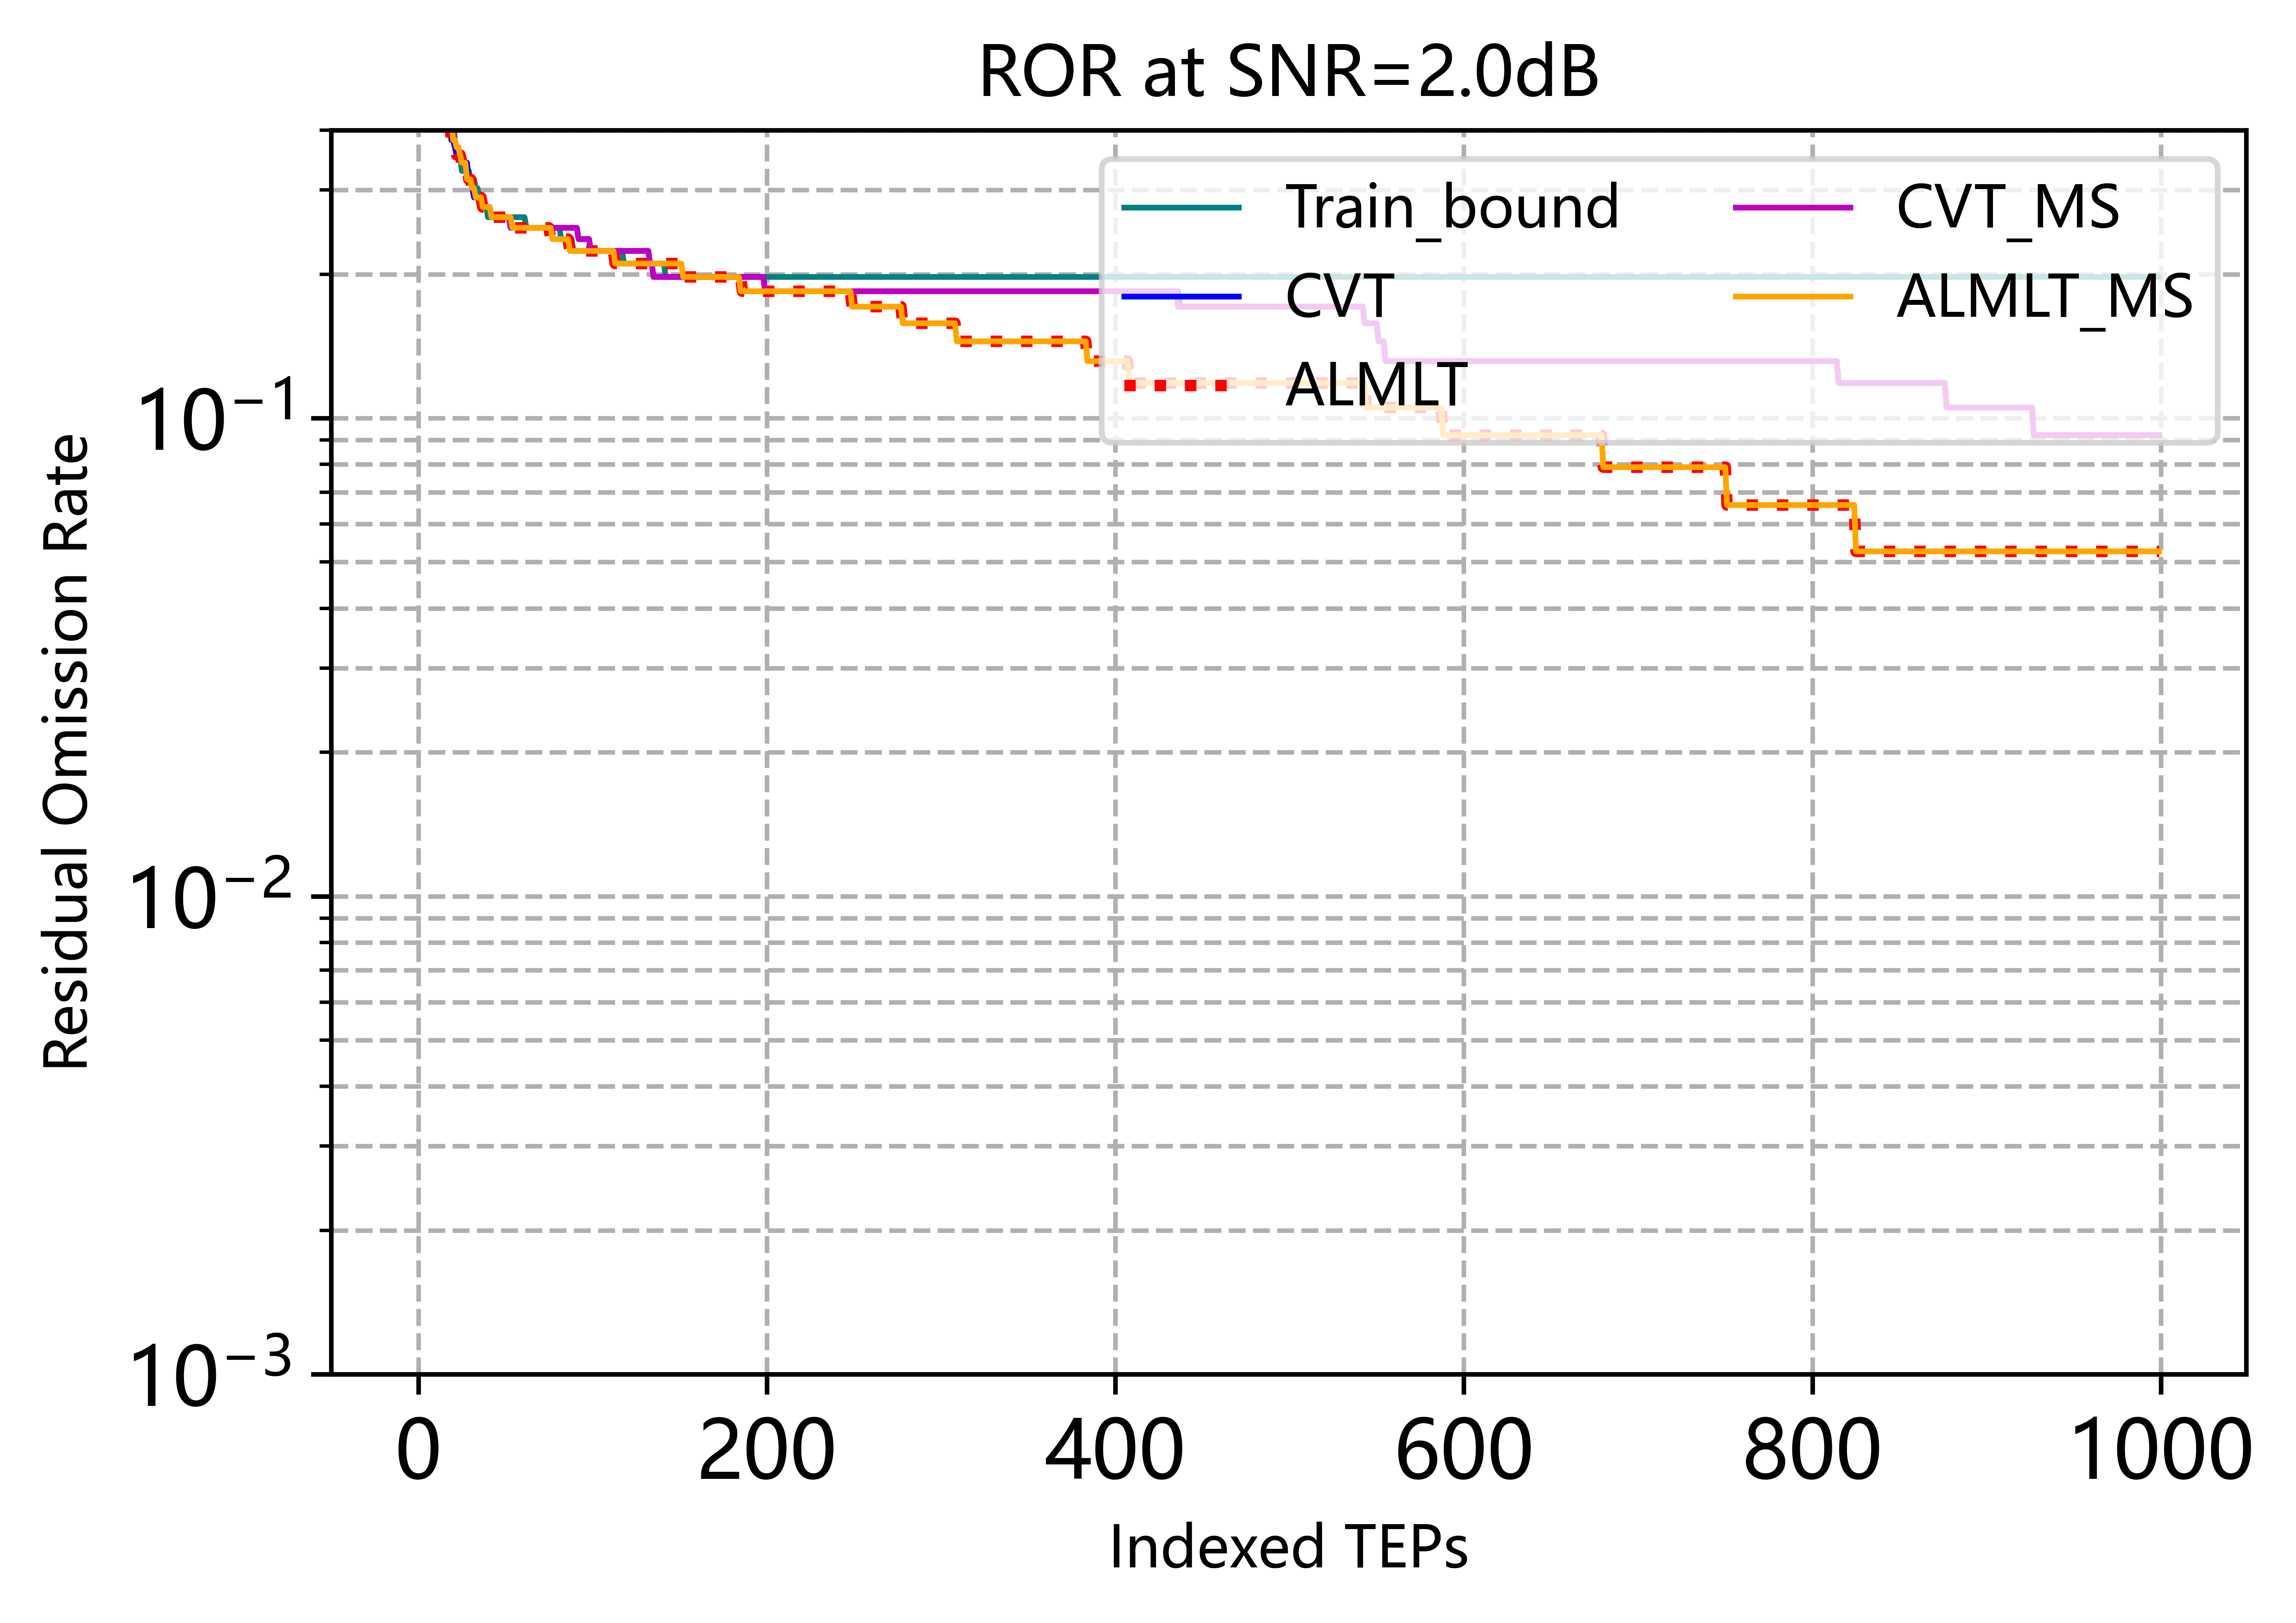 ROR at SNR=2.0dB
Train_bound
CVT
ALMLT
CVT_MS
ALMLT_MS
Residual Omission Rate
10⁻¹
10⁻²
10⁻³
0 200 400 600 800 1000
Indexed TEPs